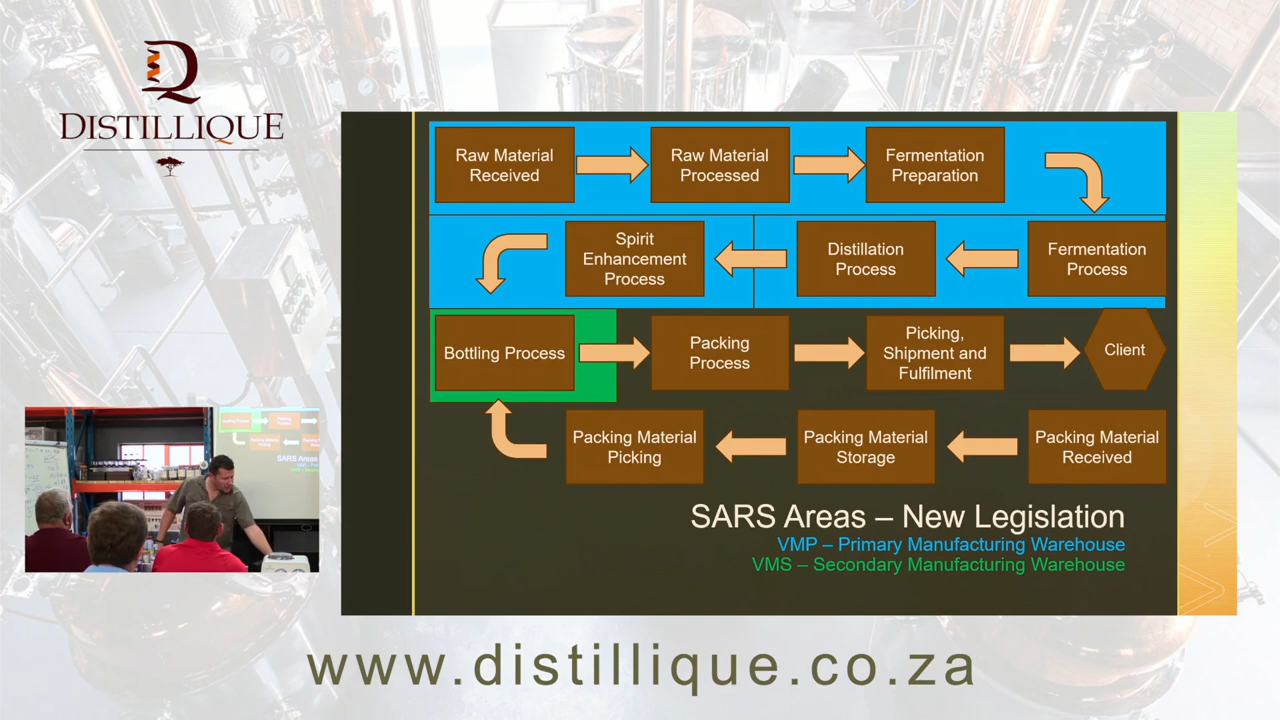 DISTILLIQUE
Raw Material
Received
Raw Material
Processed
Fermentation
Preparation
Spirit
Enhancement
Process
Distillation
Process
Fermentation
Process
Bottling Process
Packing
Process
Picking,
Shipment and
Fulfilment
Client
Packing Material
Picking
Packing Material
Storage
Packing Material
Received
SARS Areas – New Legislation
VMP – Primary Manufacturing Warehouse
VMS – Secondary Manufacturing Warehouse
SARS Areas
www.distillique.co.za